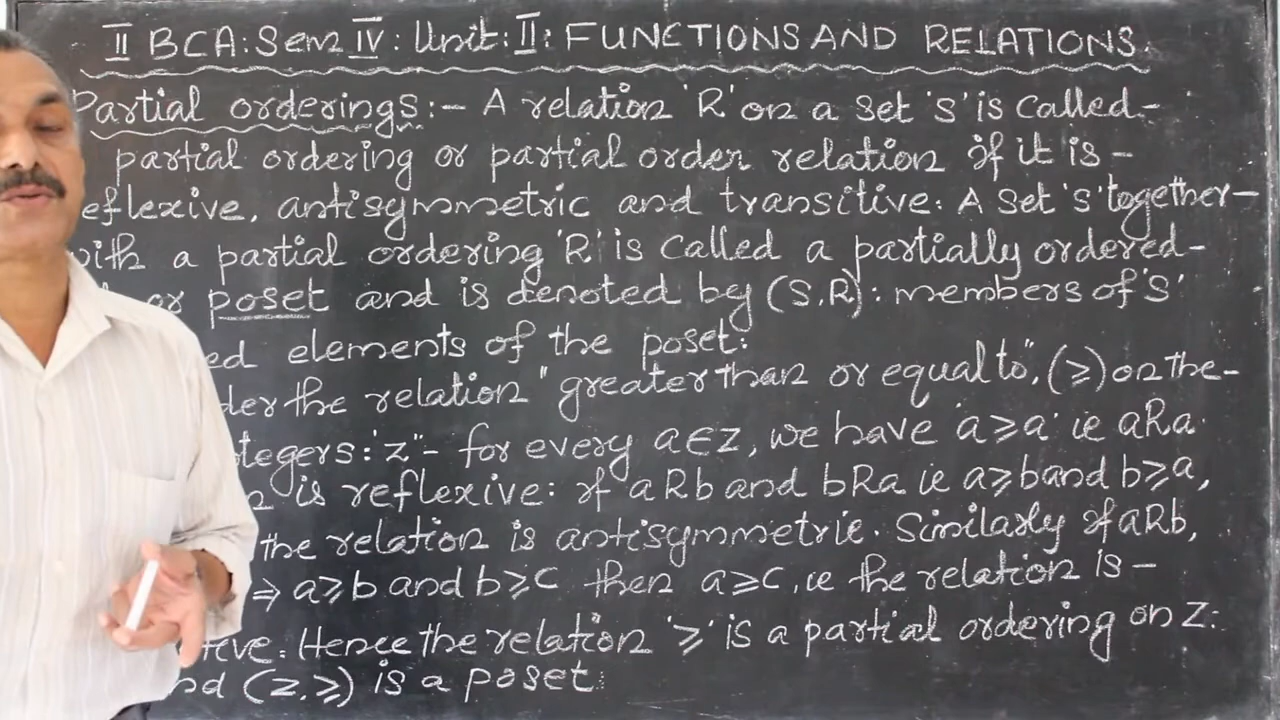 II BCA: Sem IV: Unit: II: FUNCTIONS AND RELATIONS.
Partial orderings:- A relation 'R' on a set 's' is called-
partial ordering or partial order relation if it is-
eflexive, antisymmetric and transitive: A set 's' together-
with a partial ordering 'R' is called a partially ordered-
or poset and is denoted by (S,R): members of 'S'
ed elements of the poset:
der the relation "greater than or equal to", (≥) on the-
tegers: 'z"- for every a∈z, we have 'a≥a' ie aRa.
n is reflexive: if aRb and bRa ie a≥b and b≥a,
the relation is antisymmetric. Similarly if aRb,
⇒ a≥b and b≥c then a≥c, ie the relation is-
tive. Hence the relation '≥' is a partial ordering on Z:
nd (z,≥) is a poset: